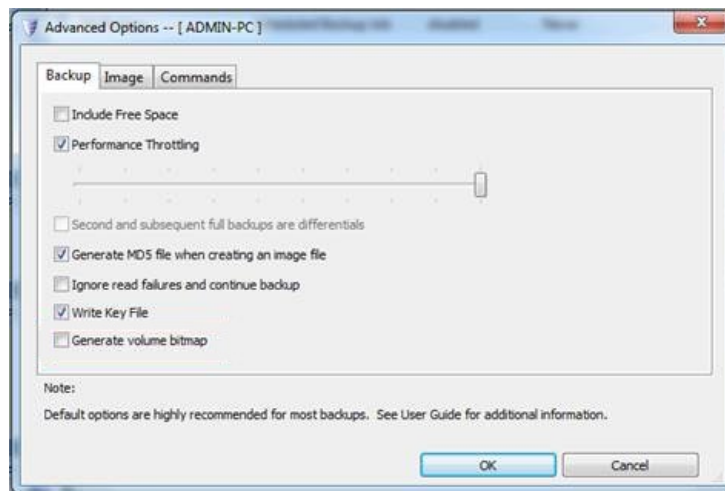 Advanced Options -- [ ADMIN-PC ]
Backup Image Commands
Include Free Space
Performance Throttling
Second and subsequent full backups are differentials
Generate MD5 file when creating an image file
Ignore read failures and continue backup
Write Key File
Generate volume bitmap
Note:
Default options are highly recommended for most backups. See User Guide for additional information.
OK Cancel